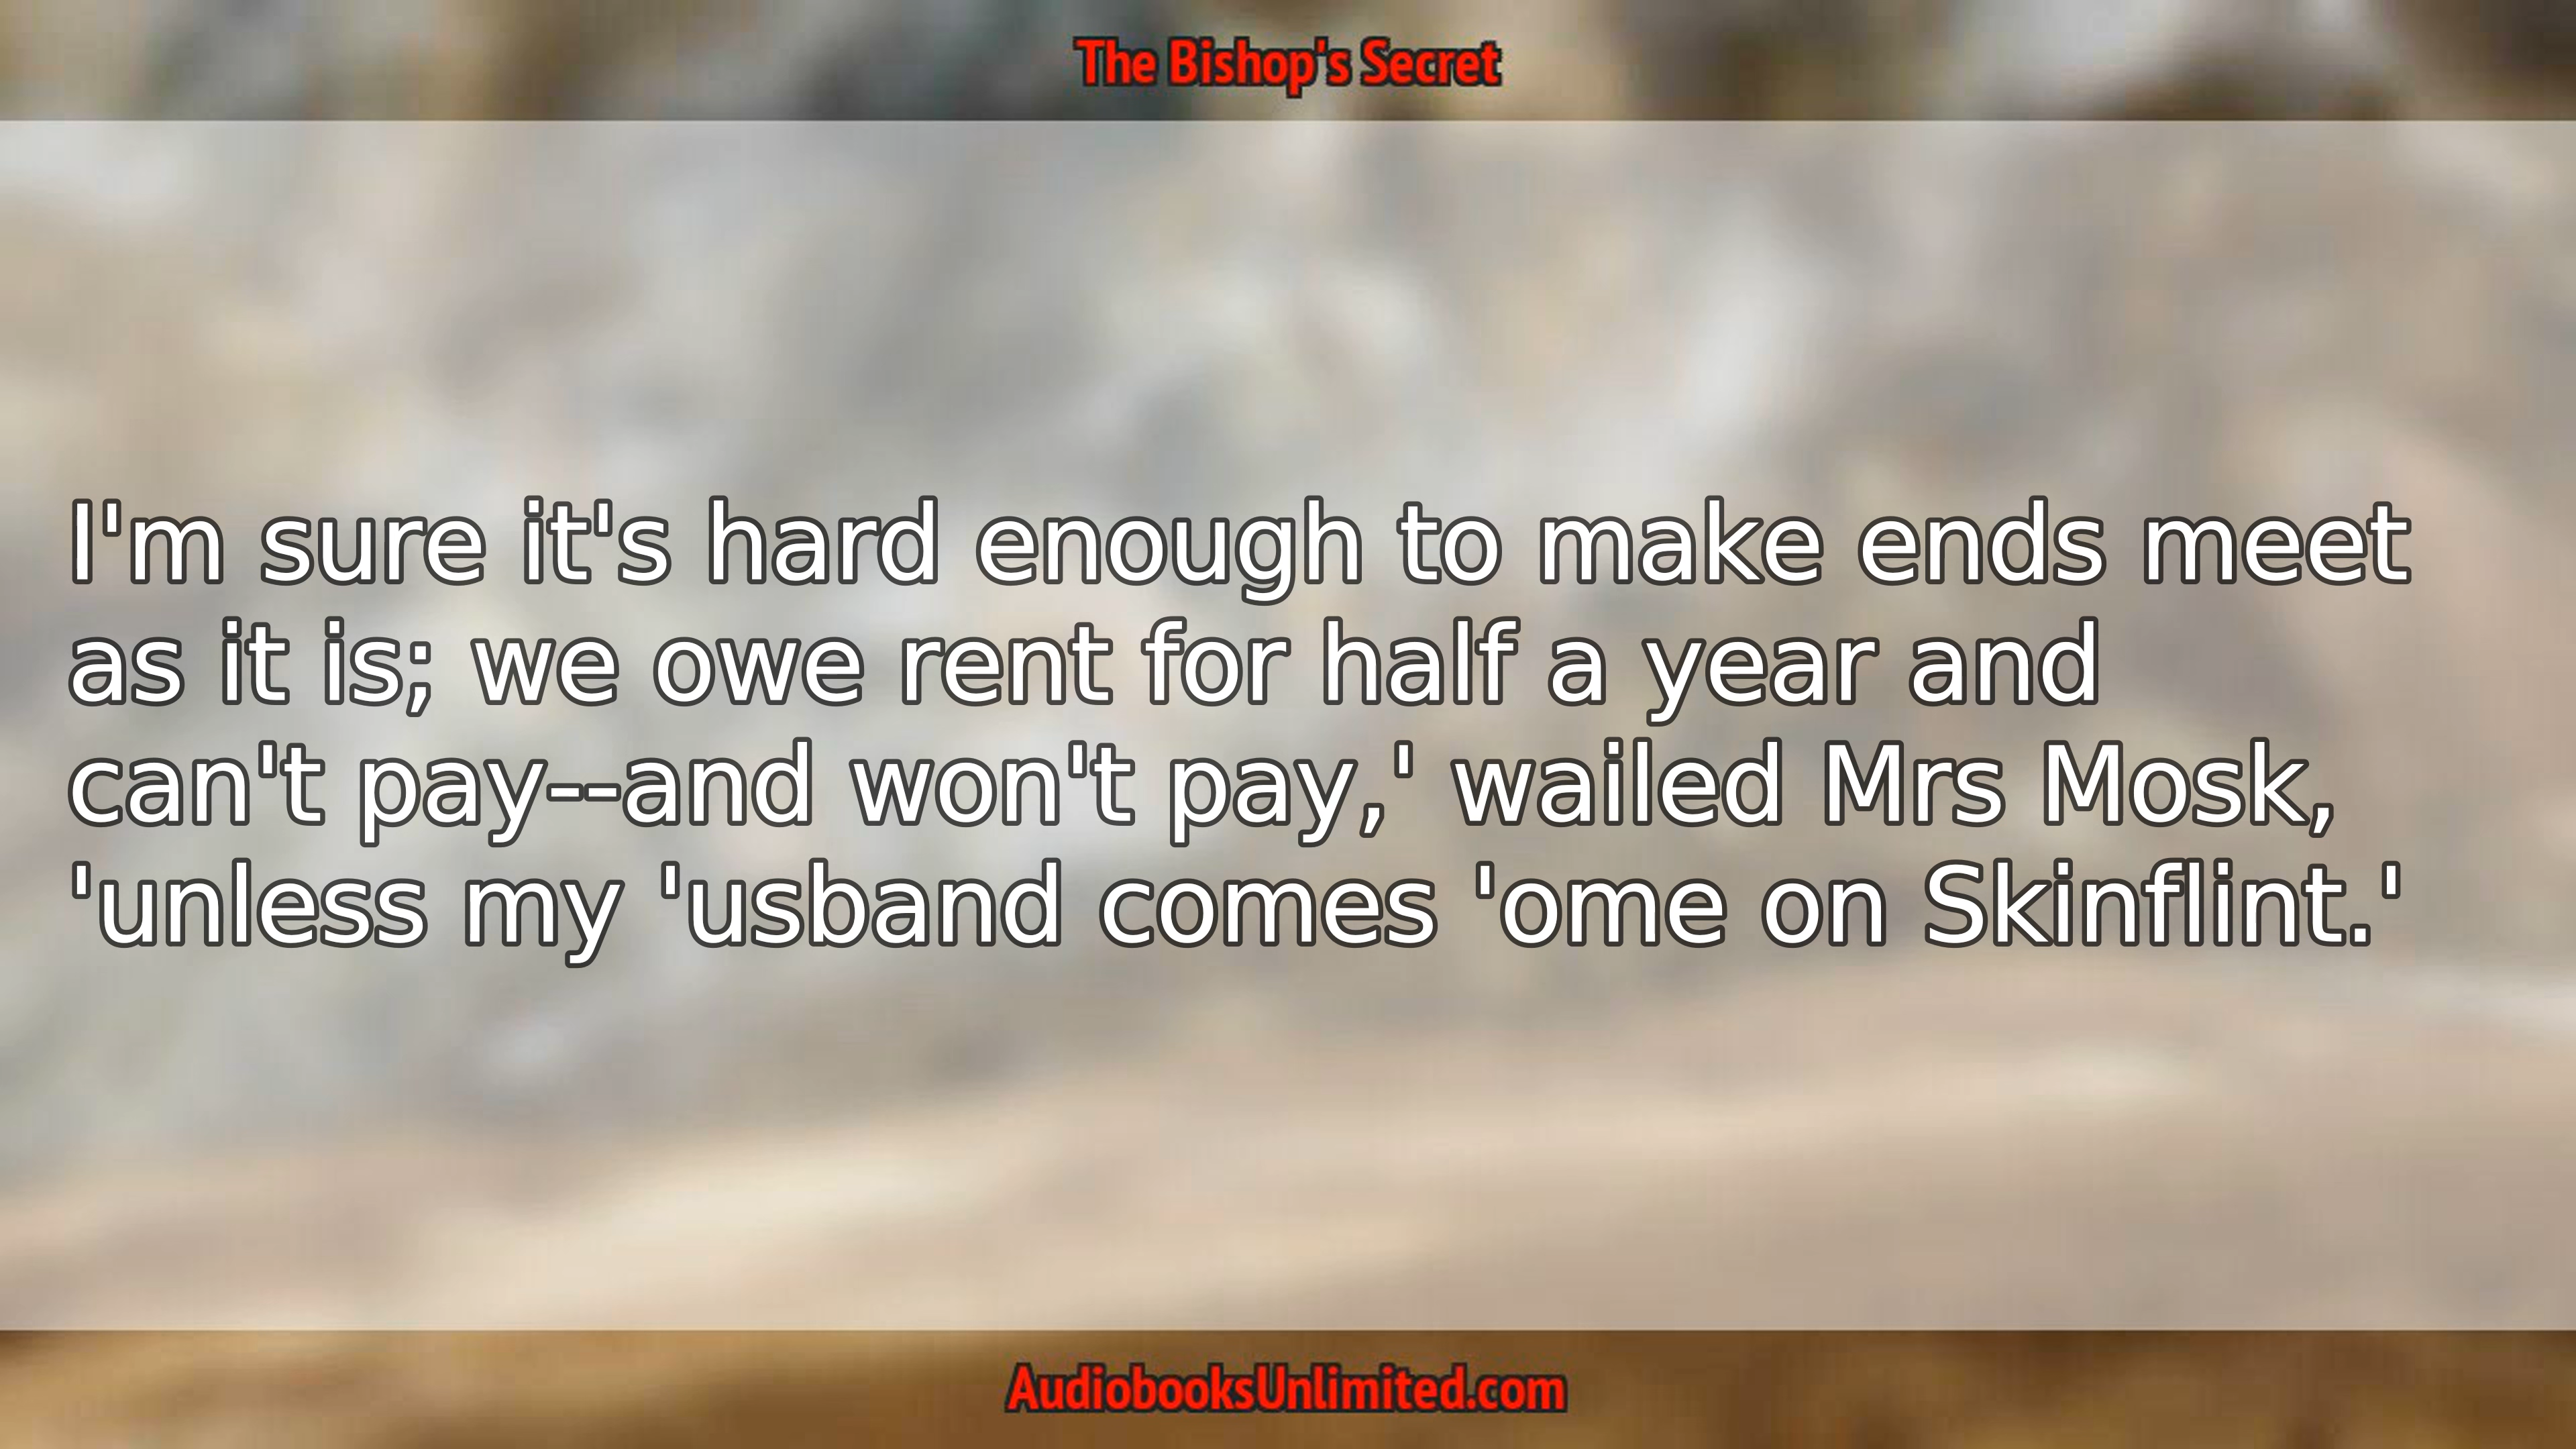 The Bishop's Secret
I'm sure it's hard enough to make ends meet
as it is; we owe rent for half a year and
can't pay--and won't pay,' wailed Mrs Mosk,
'unless my 'usband comes 'ome on Skinflint.'
AudiobooksUnlimited.com